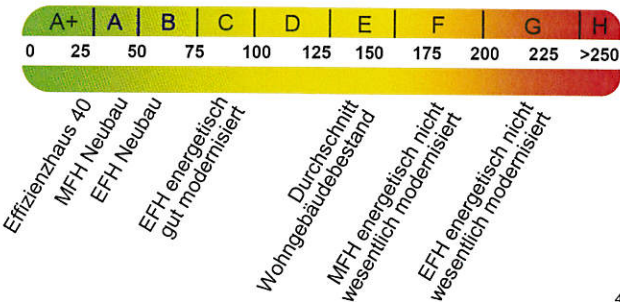 A+ A B C D E F G H
0 25 50 75 100 125 150 175 200 225 >250
Effizienzhaus 40
MFH Neubau
EFH Neubau
EFH energetisch
gut modernisiert
Durchschnitt
Wohngebäudebestand
MFH energetisch nicht
wesentlich modernisiert
EFH energetisch nicht
wesentlich modernisiert